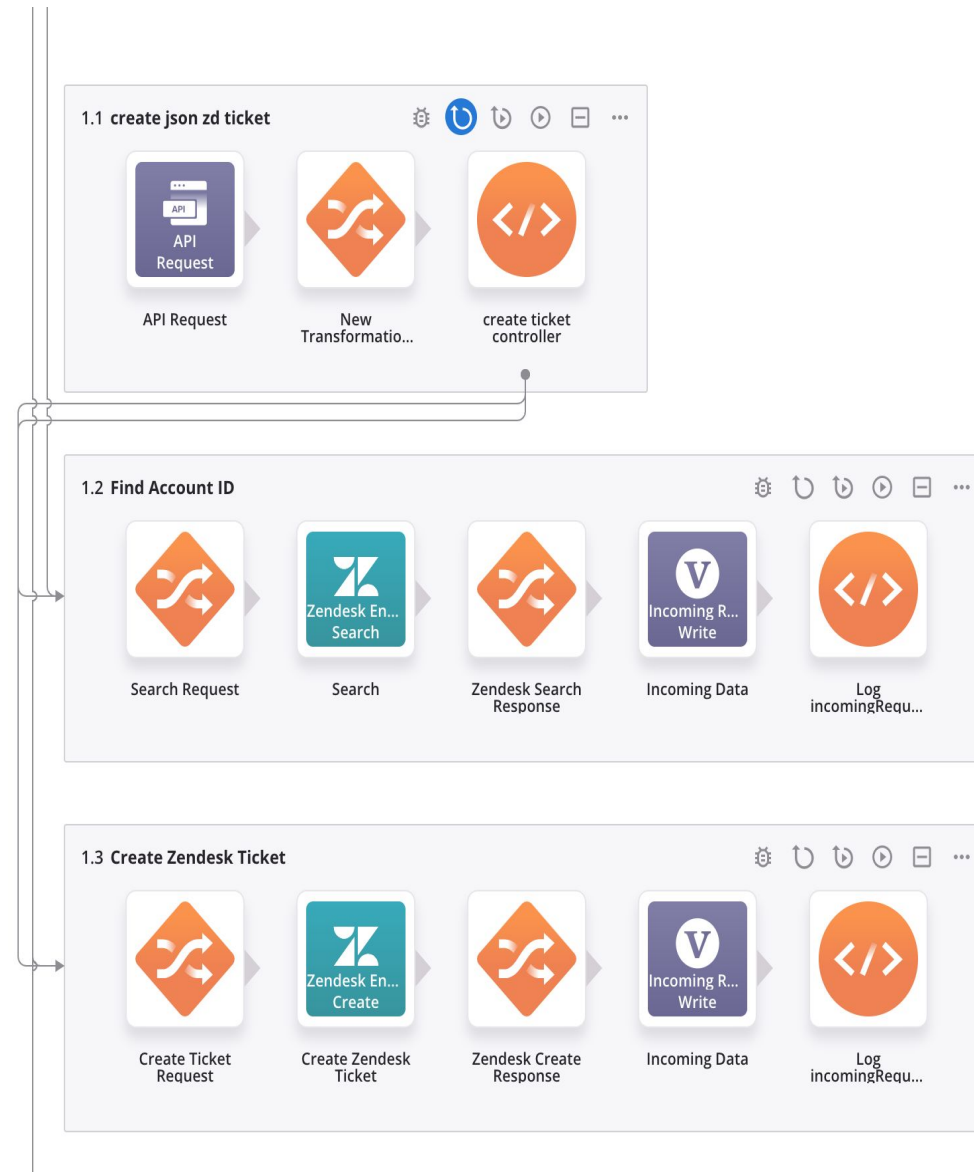 1.1 create json zd ticket
API
API
Request
API Request
New
Transformatio...
create ticket
controller
1.2 Find Account ID
Zendesk En...
Search
V
Incoming R...
Write
Search Request
Search
Zendesk Search
Response
Incoming Data
Log
incomingRequ...
1.3 Create Zendesk Ticket
Zendesk En...
Create
V
Incoming R...
Write
Create Ticket
Request
Create Zendesk
Ticket
Zendesk Create
Response
Incoming Data
Log
incomingRequ...